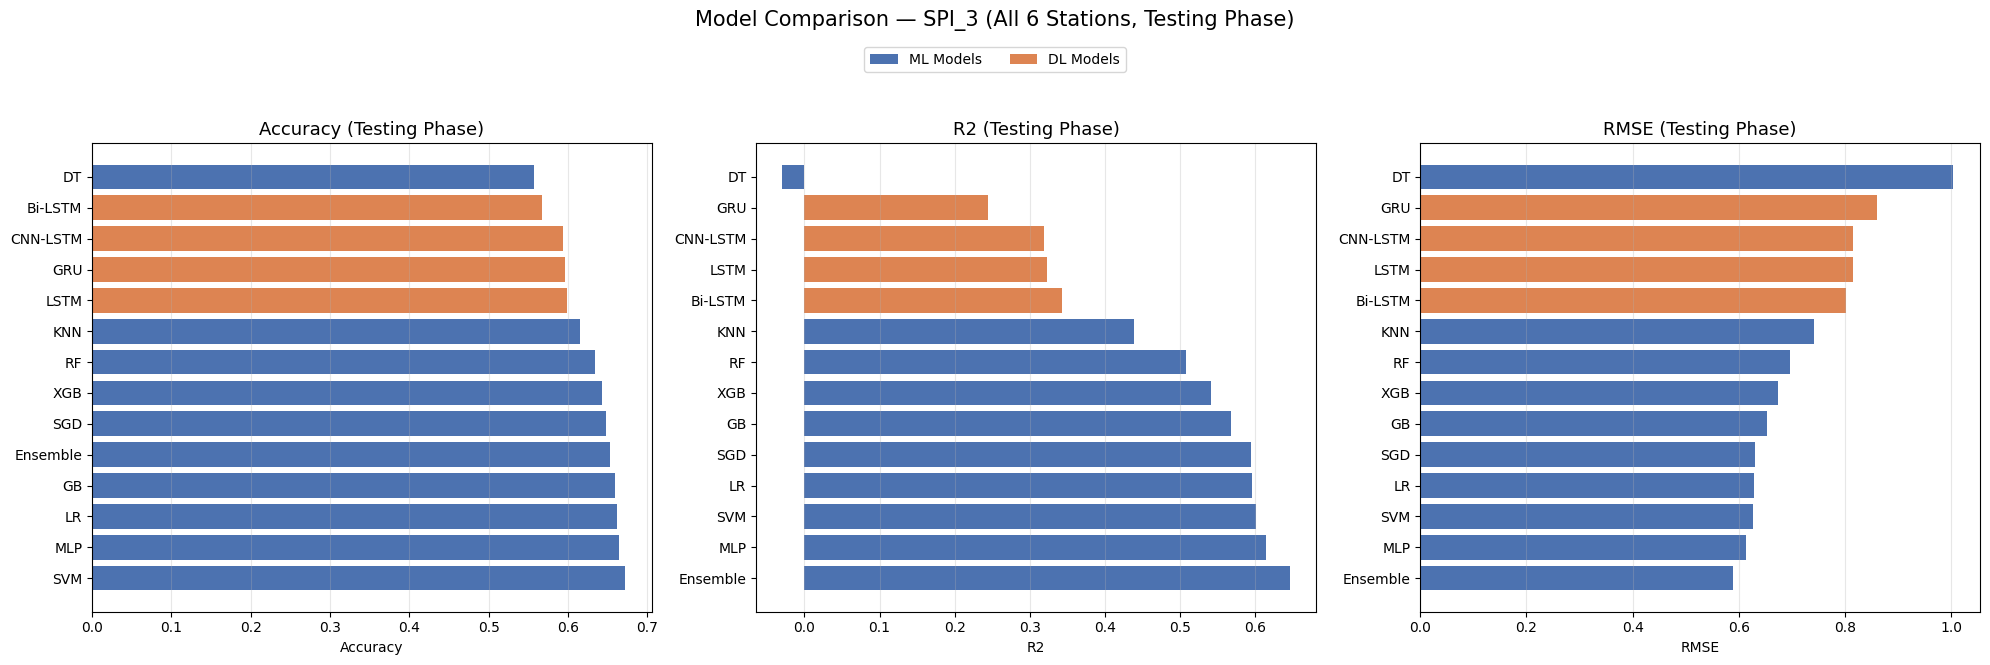 Model Comparison — SPI_3 (All 6 Stations, Testing Phase)
ML Models
DL Models
Accuracy (Testing Phase)
DT
Bi-LSTM
CNN-LSTM
GRU
LSTM
KNN
RF
XGB
SGD
Ensemble
GB
LR
MLP
SVM
0.0 0.1 0.2 0.3 0.4 0.5 0.6 0.7
Accuracy
R2 (Testing Phase)
DT
GRU
CNN-LSTM
LSTM
Bi-LSTM
KNN
RF
XGB
GB
SGD
LR
SVM
MLP
Ensemble
0.0 0.1 0.2 0.3 0.4 0.5 0.6
R2
RMSE (Testing Phase)
DT
GRU
CNN-LSTM
LSTM
Bi-LSTM
KNN
RF
XGB
GB
SGD
LR
SVM
MLP
Ensemble
0.0 0.2 0.4 0.6 0.8 1.0
RMSE